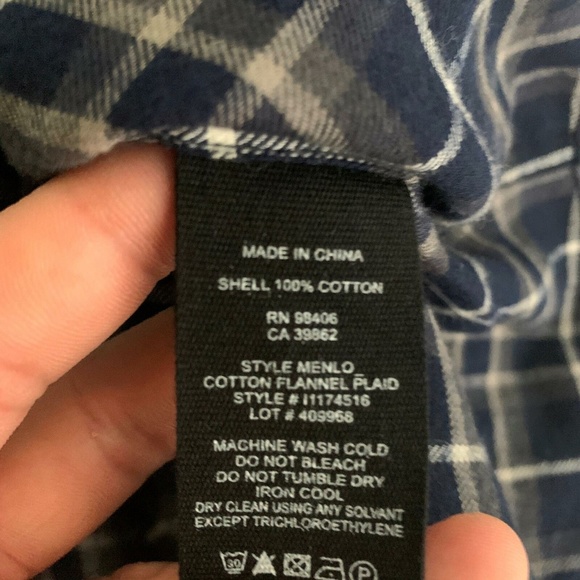 MADE IN CHINA
SHELL 100% COTTON
RN 98406
CA 39862
STYLE MENLO_
COTTON FLANNEL PLAID
STYLE # I1174516
LOT # 409968
MACHINE WASH COLD
DO NOT BLEACH
DO NOT TUMBLE DRY
IRON COOL
DRY CLEAN USING ANY SOLVANT
EXCEPT TRICHLOROETHYLENE
30 P